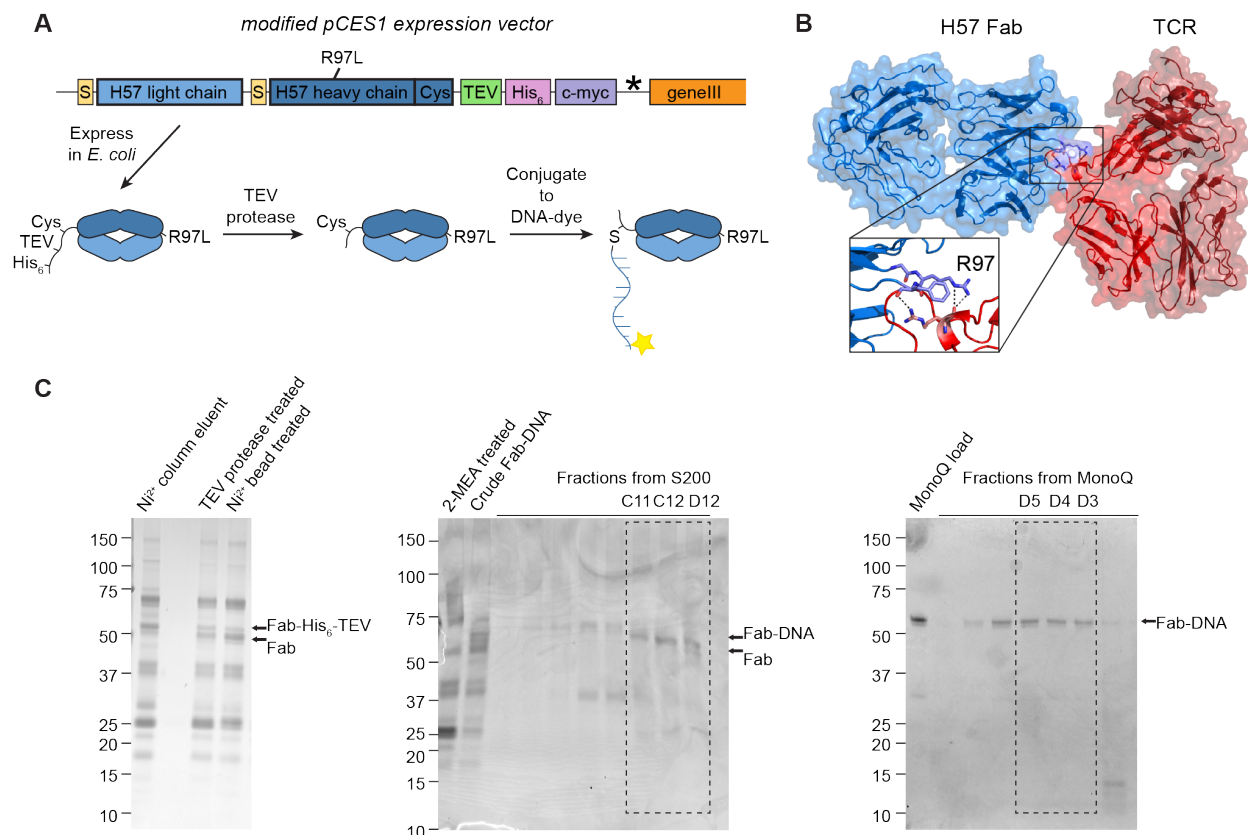 A
modified pCES1 expression vector
R97L
S
H57 light chain
S
H57 heavy chain
Cys
TEV
His6
c-myc
*
geneIII
Express
in E. coli
Cys
TEV
His6
R97L
TEV
protease
R97L
Conjugate
to
DNA-dye
S
R97L
B
H57 Fab
TCR
R97
C
Ni2+ column eluent
TEV protease treated
Ni2+ bead treated
150
100
75
50
37
25
20
15
10
Fab-His6-TEV
Fab
2-MEA treated
Crude Fab-DNA
Fractions from S200
C11 C12 D12
150
100
75
50
37
25
20
15
10
Fab-DNA
Fab
MonoQ load
Fractions from MonoQ
D5 D4 D3
150
100
75
50
37
25
20
15
10
Fab-DNA